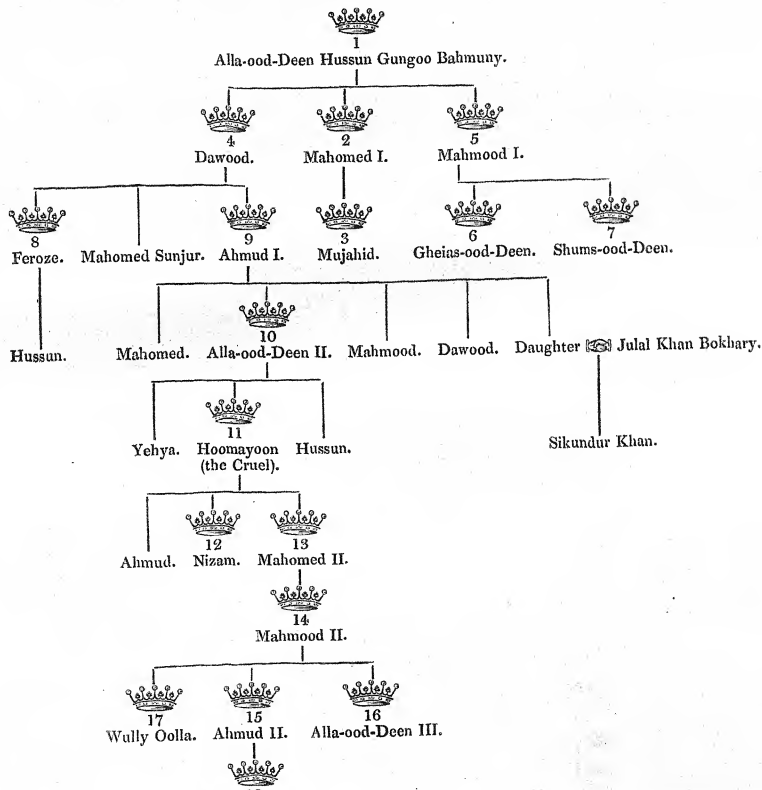 1
Alla-ood-Deen Hussun Gungoo Bahmuny.
4 2 5
Dawood. Mahomed I. Mahmood I.
8 9 3 6 7
Feroze. Mahomed Sunjur. Ahmud I. Mujahid. Gheias-ood-Deen. Shums-ood-Deen.
10
Hussun. Mahomed. Alla-ood-Deen II. Mahmood. Dawood. Daughter Julal Khan Bokhary.
11
Yehya. Hoomayoon Hussun. Sikundur Khan.
(the Cruel).
12 13
Ahmud. Nizam. Mahomed II.
14
Mahmood II.
17 15 16
Wully Oolla. Ahmud II. Alla-ood-Deen III.